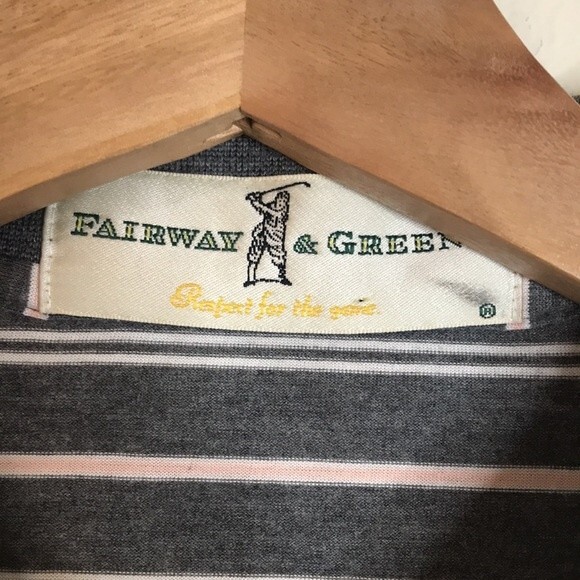 FAIRWAY & GREEN
Respect for the game.
®